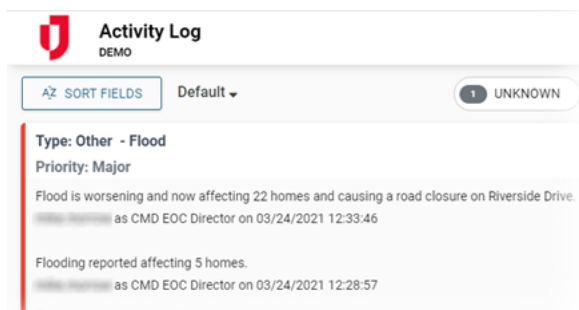 Activity Log
DEMO
AZ SORT FIELDS Default
1 UNKNOWN
Type: Other - Flood
Priority: Major
Flood is worsening and now affecting 22 homes and causing a road closure on Riverside Drive.
as CMD EOC Director on 03/24/2021 12:33:46
Flooding reported affecting 5 homes.
as CMD EOC Director on 03/24/2021 12:28:57